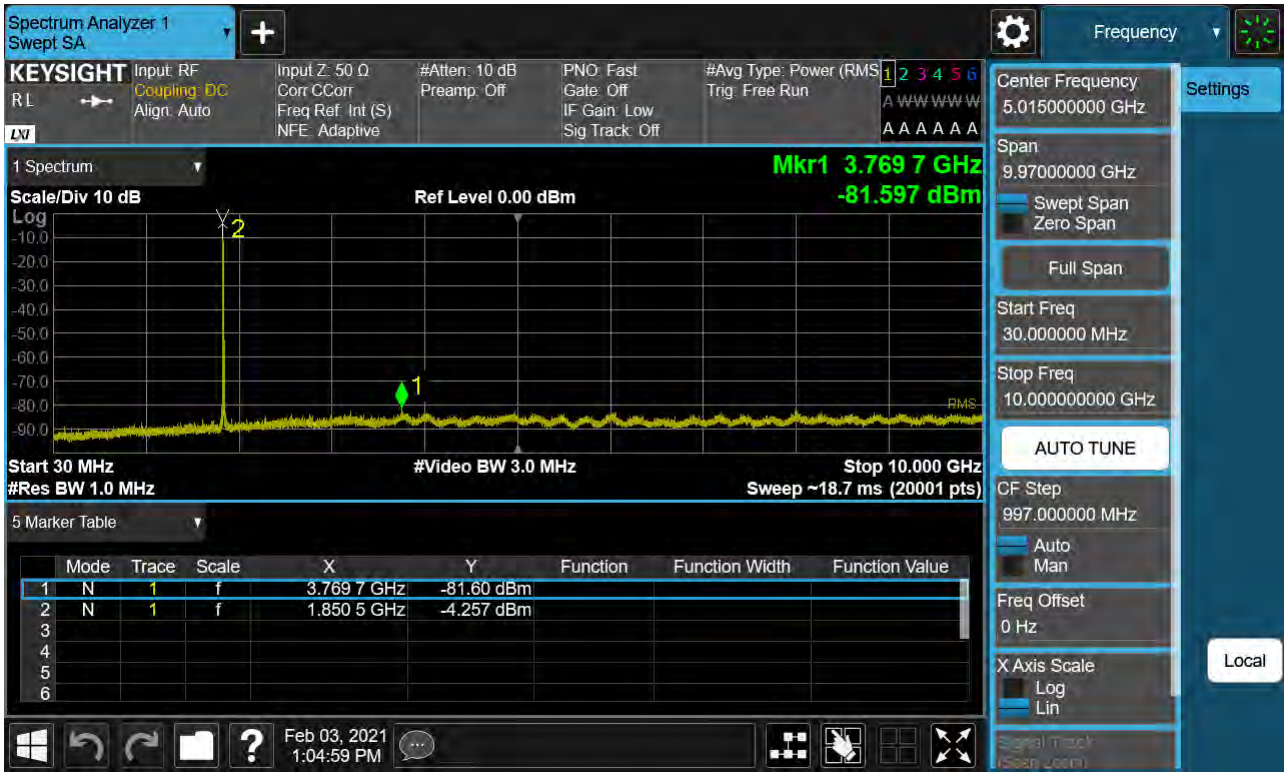 Spectrum Analyzer 1
Swept SA
Frequency
KEYSIGHT
RL
LXI
Input: RF
Coupling: DC
Align: Auto
Input Z: 50 Ω
Corr CCorr
Freq Ref: Int (S)
NFE: Adaptive
#Atten: 10 dB
Preamp: Off
PNO: Fast
Gate: Off
IF Gain: Low
Sig Track: Off
#Avg Type: Power (RMS
Trig: Free Run
1 2 3 4 5 6
A W W W W W
A A A A A A
1 Spectrum
Mkr1 3.769 7 GHz
-81.597 dBm
Scale/Div 10 dB
Ref Level 0.00 dBm
Log
-10.0
-20.0
-30.0
-40.0
-50.0
-60.0
-70.0
-80.0
-90.0
2
1
RMS
Start 30 MHz
#Video BW 3.0 MHz
Stop 10.000 GHz
#Res BW 1.0 MHz
Sweep ~18.7 ms (20001 pts)
5 Marker Table
Mode Trace Scale X Y Function Function Width Function Value
1 N 1 f 3.769 7 GHz -81.60 dBm
2 N 1 f 1.850 5 GHz -4.257 dBm
3
4
5
6
Feb 03, 2021
1:04:59 PM
Center Frequency
5.015000000 GHz
Settings
Span
9.97000000 GHz
Swept Span
Zero Span
Full Span
Start Freq
30.000000 MHz
Stop Freq
10.000000000 GHz
AUTO TUNE
CF Step
997.000000 MHz
Auto
Man
Freq Offset
0 Hz
X Axis Scale
Log
Lin
Local
Signal Track
(Span Zoom)